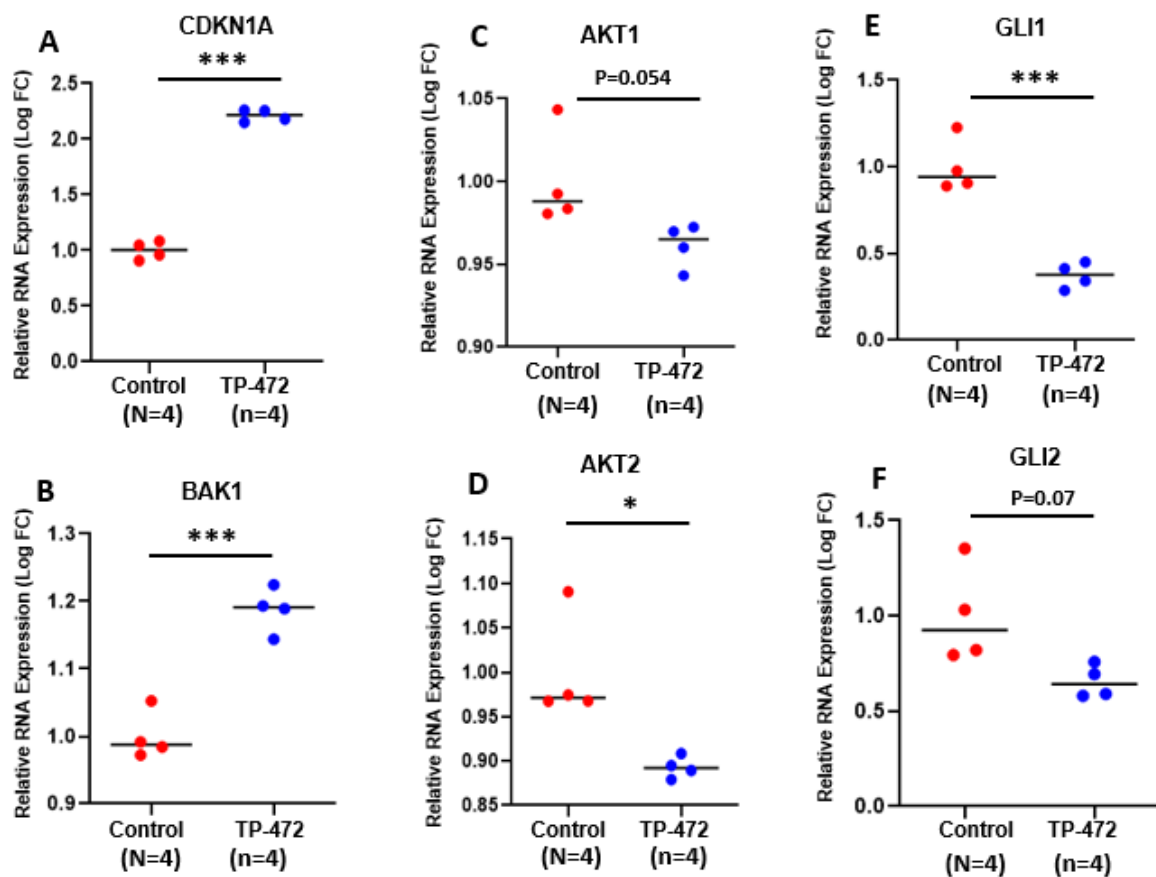 A
CDKN1A
***
Relative RNA Expression (Log FC)
2.5
2.0
1.5
1.0
0.5
0.0
Control
(N=4)
TP-472
(n=4)
C
AKT1
P=0.054
Relative RNA Expression (Log FC)
1.05
1.00
0.95
0.90
Control
(N=4)
TP-472
(n=4)
E
GLI1
***
Relative RNA Expression (Log FC)
1.5
1.0
0.5
0.0
Control
(N=4)
TP-472
(n=4)
B
BAK1
***
Relative RNA Expression (Log FC)
1.3
1.2
1.1
1.0
0.9
Control
(N=4)
TP-472
(n=4)
D
AKT2
*
Relative RNA Expression (Log FC)
1.15
1.10
1.05
1.00
0.95
0.90
0.85
Control
(N=4)
TP-472
(n=4)
F
GLI2
P=0.07
Relative RNA Expression (Log FC)
1.5
1.0
0.5
0.0
Control
(N=4)
TP-472
(n=4)